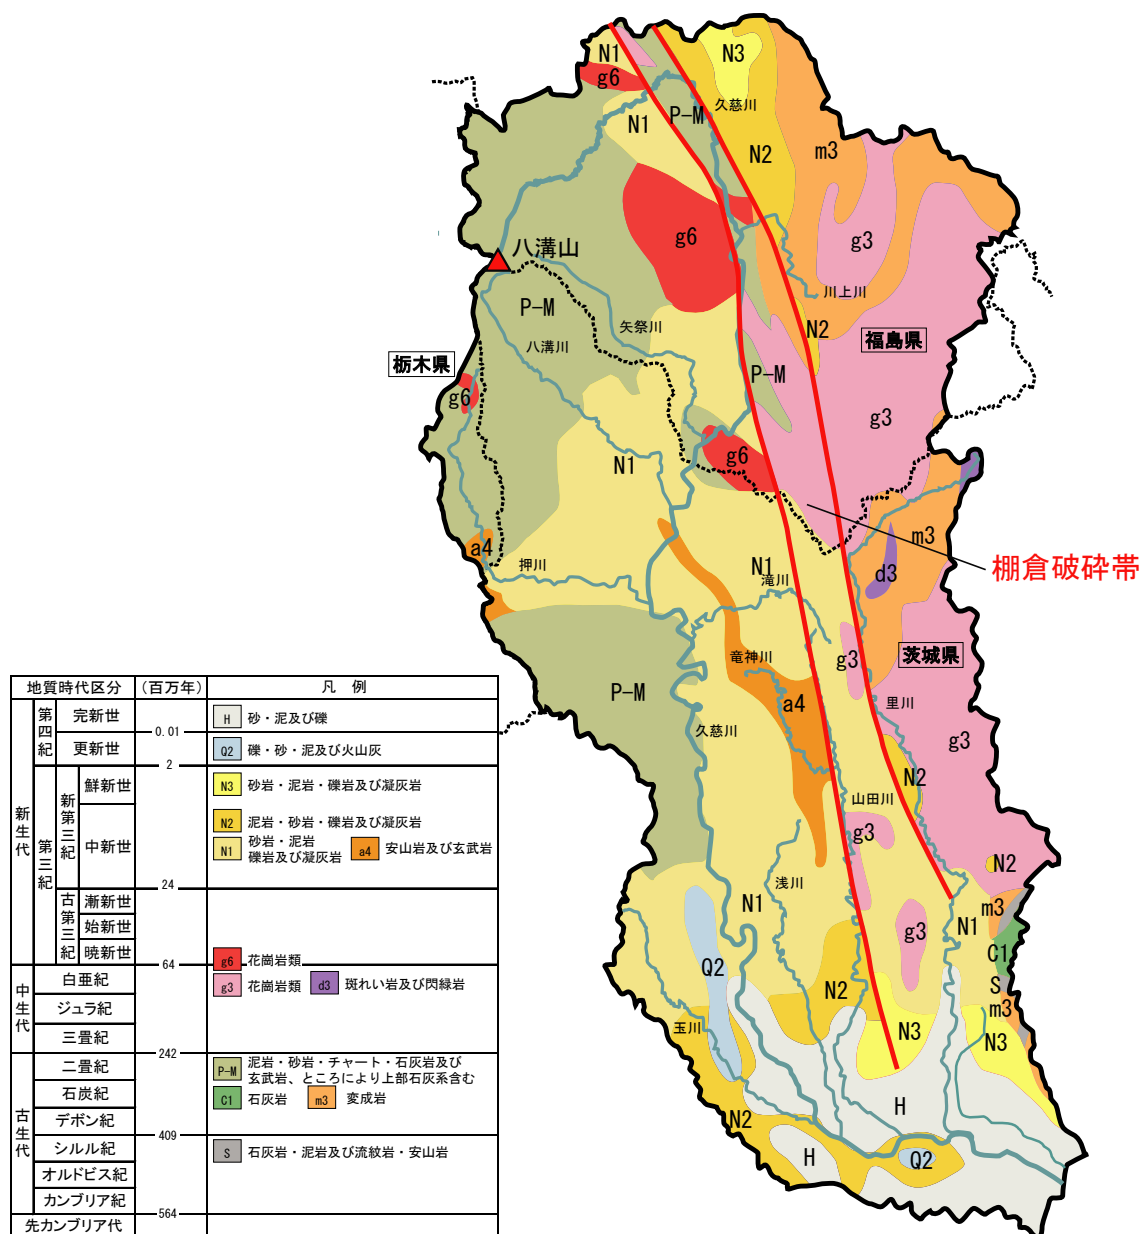 N1
N3
g6
久慈川
P-M
N1
N2
m3
g6
g3
八溝山
川上川
P-M
矢祭川
N2
福島県
八溝川
栃木県
P-M
g6
g3
g6
N1
m3
a4
押川
N1
滝川
d3
棚倉破砕帯
竜神川
g3
茨城県
P-M
a4
里川
久慈川
g3
N2
山田川
g3
N2
浅川
N1
m3
N1
g3
C1
Q2
S
N2
m3
玉川
N3
N3
H
N2
H
Q2
地質時代区分 (百万年) 凡 例
新生代
第四紀
完新世
H 砂・泥及び礫
0.01
更新世
Q2 礫・砂・泥及び火山灰
2
第三紀
新第三紀
鮮新世
N3 砂岩・泥岩・礫岩及び凝灰岩
中新世
N2 泥岩・砂岩・礫岩及び凝灰岩
N1 砂岩・泥岩
礫岩及び凝灰岩
a4 安山岩及び玄武岩
24
古第三紀
漸新世
始新世
暁新世
g6 花崗岩類
64
中生代
白亜紀
g3 花崗岩類 d3 斑れい岩及び閃緑岩
ジュラ紀
三畳紀
242
古生代
二畳紀
P-M 泥岩・砂岩・チャート・石灰岩及び
玄武岩、ところにより上部石灰系含む
石炭紀
C1 石灰岩 m3 変成岩
デボン紀
409
シルル紀
S 石灰岩・泥岩及び流紋岩・安山岩
オルドビス紀
カンブリア紀
564
先カンブリア代